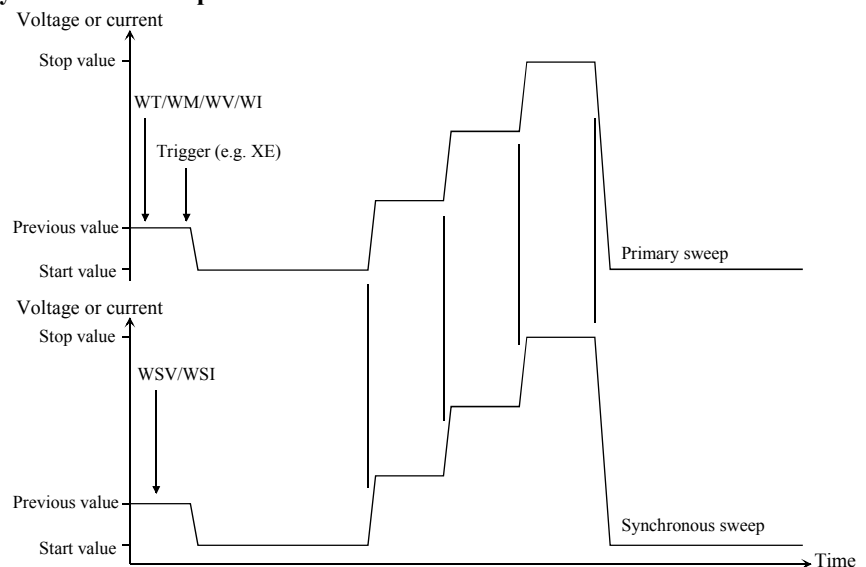 Voltage or current
Stop value
WT/WM/WV/WI
Trigger (e.g. XE)
Previous value
Start value
Primary sweep
Voltage or current
Stop value
WSV/WSI
Previous value
Start value
Synchronous sweep
Time